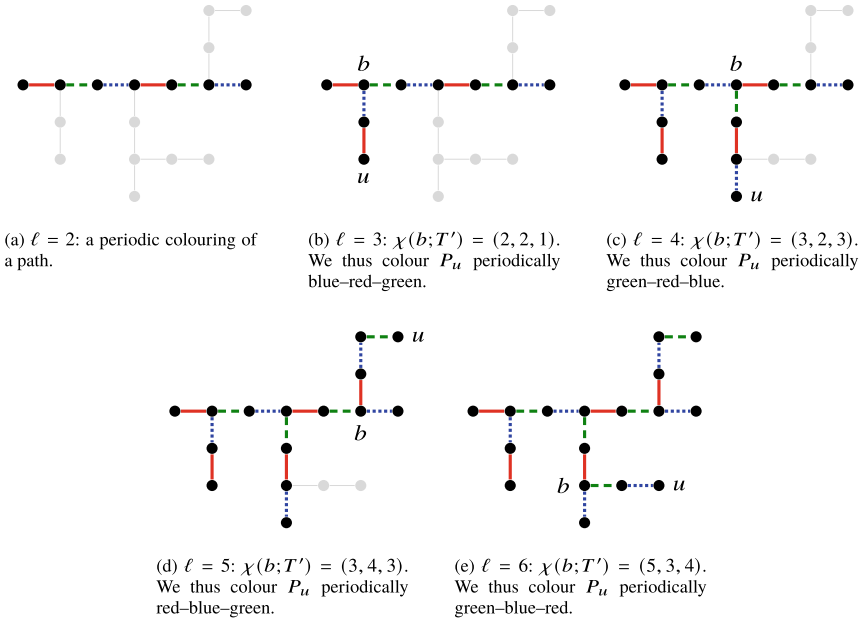 b
b
u
u
(a) ℓ = 2: a periodic colouring of
a path.
(b) ℓ = 3: χ(b; T′) = (2, 2, 1).
We thus colour P_u periodically
blue–red–green.
(c) ℓ = 4: χ(b; T′) = (3, 2, 3).
We thus colour P_u periodically
green–red–blue.
u
b
b
u
(d) ℓ = 5: χ(b; T′) = (3, 4, 3).
We thus colour P_u periodically
red–blue–green.
(e) ℓ = 6: χ(b; T′) = (5, 3, 4).
We thus colour P_u periodically
green–blue–red.